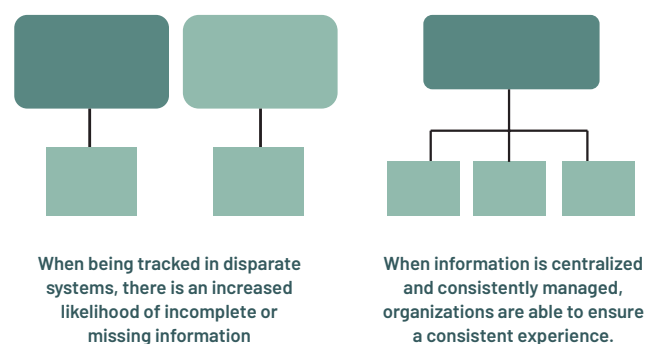 When being tracked in disparate
systems, there is an increased
likelihood of incomplete or
missing information
When information is centralized
and consistently managed,
organizations are able to ensure
a consistent experience.